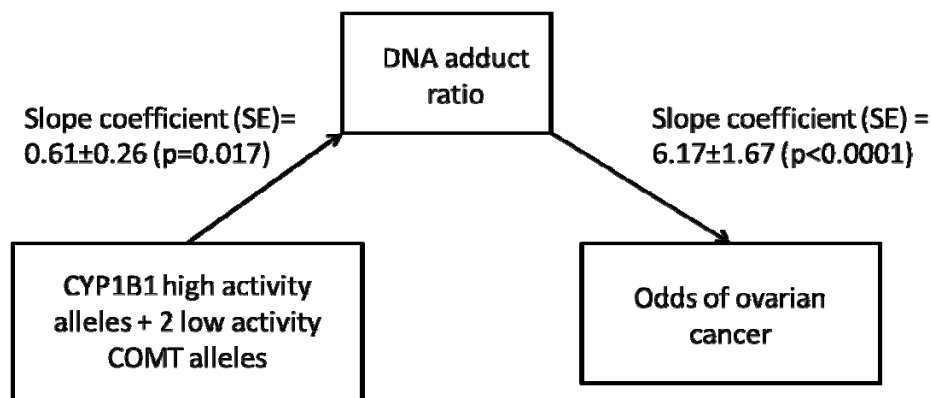 DNA adduct
ratio
Slope coefficient (SE)=
0.61±0.26 (p=0.017)
Slope coefficient (SE) =
6.17±1.67 (p<0.0001)
CYP1B1 high activity
alleles + 2 low activity
COMT alleles
Odds of ovarian
cancer